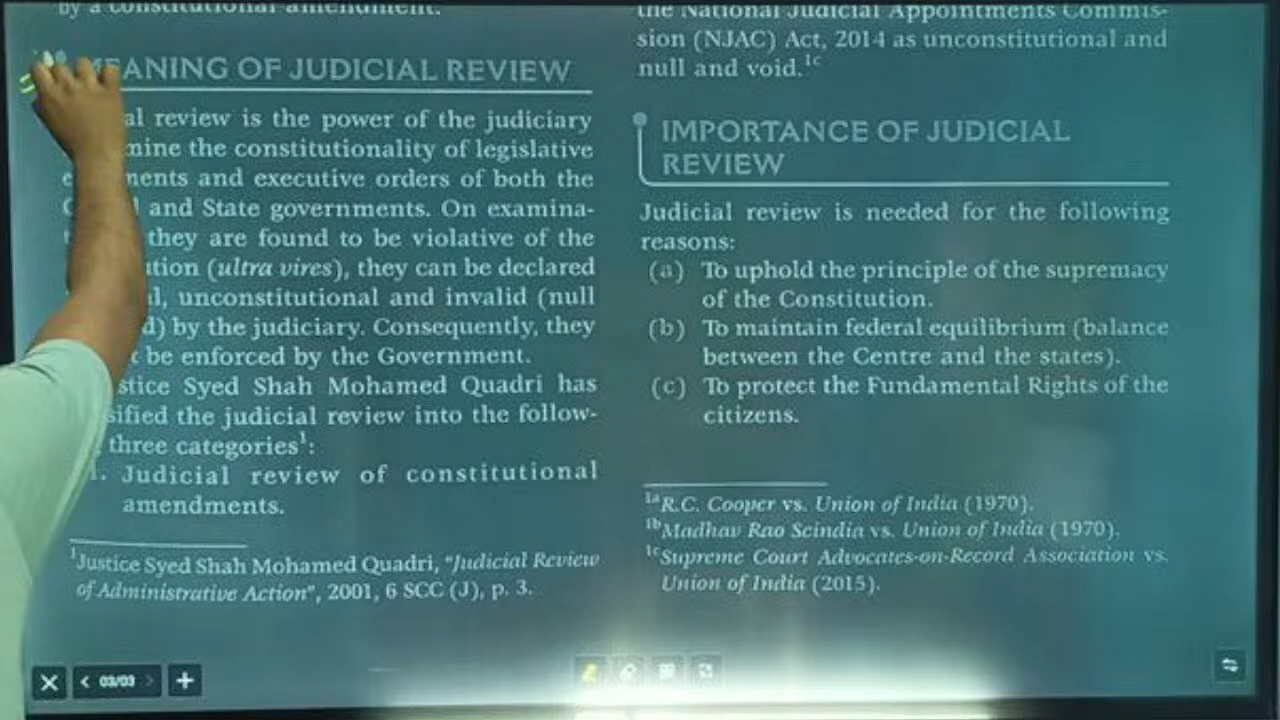 by a constitutional amendment.
MEANING OF JUDICIAL REVIEW
al review is the power of the judiciary
mine the constitutionality of legislative
ments and executive orders of both the
and State governments. On examina-
they are found to be violative of the
ution (ultra vires), they can be declared
l, unconstitutional and invalid (null
d) by the judiciary. Consequently, they
t be enforced by the Government.
stice Syed Shah Mohamed Quadri has
sified the judicial review into the follow-
three categories¹:
1. Judicial review of constitutional
amendments.
¹Justice Syed Shah Mohamed Quadri, "Judicial Review
of Administrative Action", 2001, 6 SCC (J), p. 3.
the National Judicial Appointments Commis-
sion (NJAC) Act, 2014 as unconstitutional and
null and void.1c
IMPORTANCE OF JUDICIAL
REVIEW
Judicial review is needed for the following
reasons:
(a) To uphold the principle of the supremacy
of the Constitution.
(b) To maintain federal equilibrium (balance
between the Centre and the states).
(c) To protect the Fundamental Rights of the
citizens.
1aR.C. Cooper vs. Union of India (1970).
1bMadhav Rao Scindia vs. Union of India (1970).
1cSupreme Court Advocates-on-Record Association vs.
Union of India (2015).
03/03